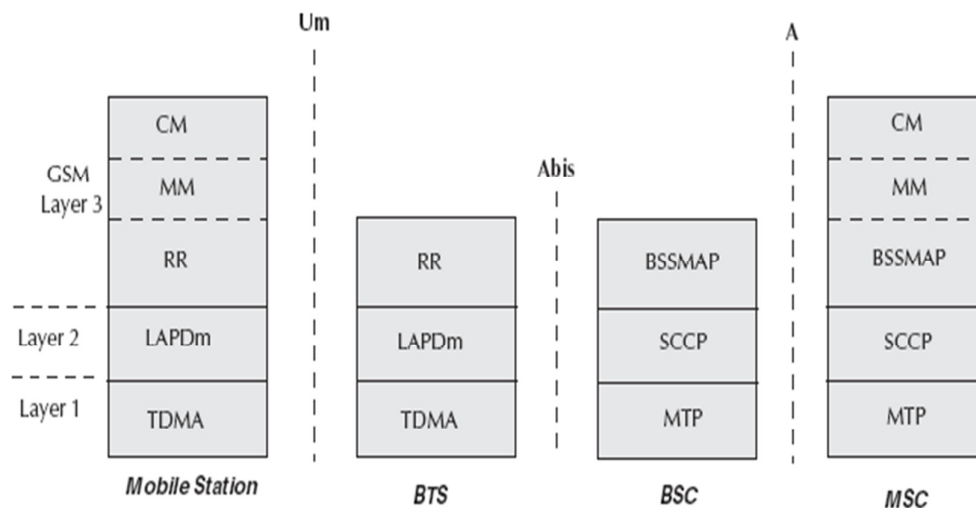 Um
A
CM
CM
GSM
Layer 3
MM
Abis
MM
RR
RR
BSSMAP
BSSMAP
Layer 2
LAPDm
LAPDm
SCCP
SCCP
Layer 1
TDMA
TDMA
MTP
MTP
Mobile Station
BTS
BSC
MSC